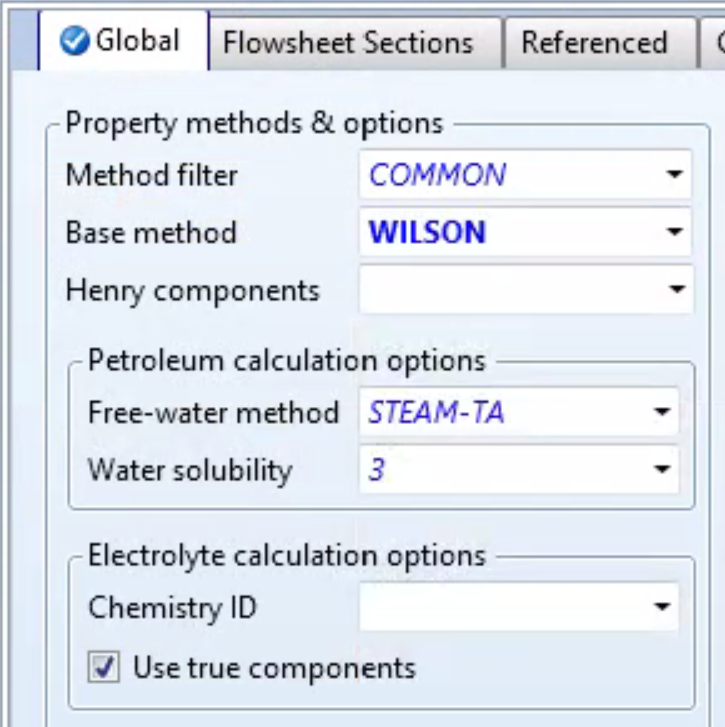 Global Flowsheet Sections Referenced
Property methods & options
Method filter COMMON
Base method WILSON
Henry components
Petroleum calculation options
Free-water method STEAM-TA
Water solubility 3
Electrolyte calculation options
Chemistry ID
Use true components